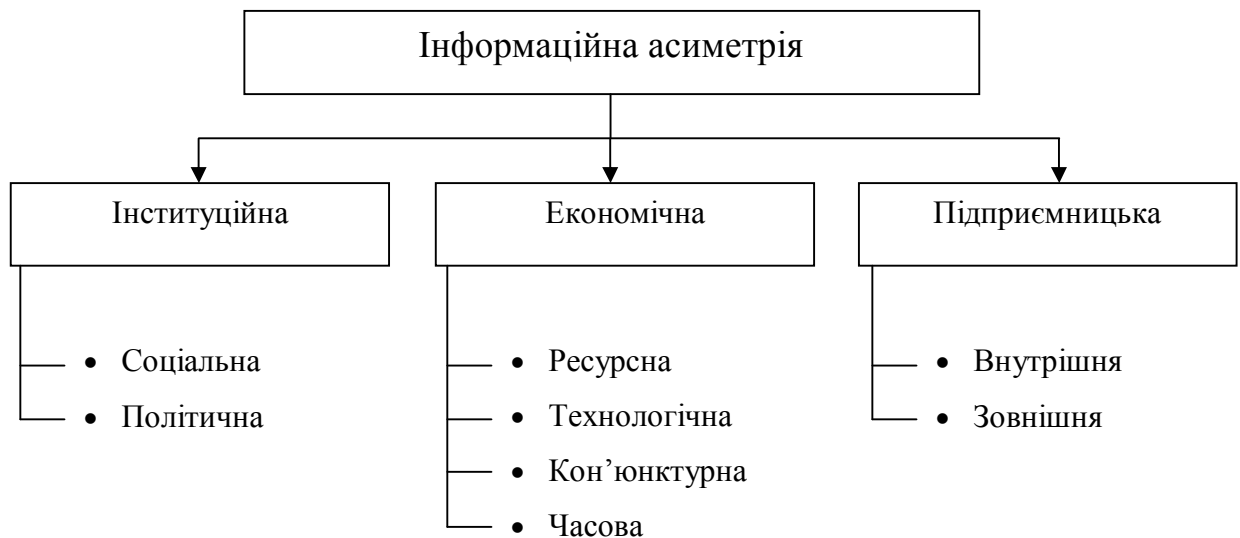 Інформаційна асиметрія
Інституційна
• Соціальна
• Політична
Економічна
• Ресурсна
• Технологічна
• Кон’юнктурна
• Часова
Підприємницька
• Внутрішня
• Зовнішня